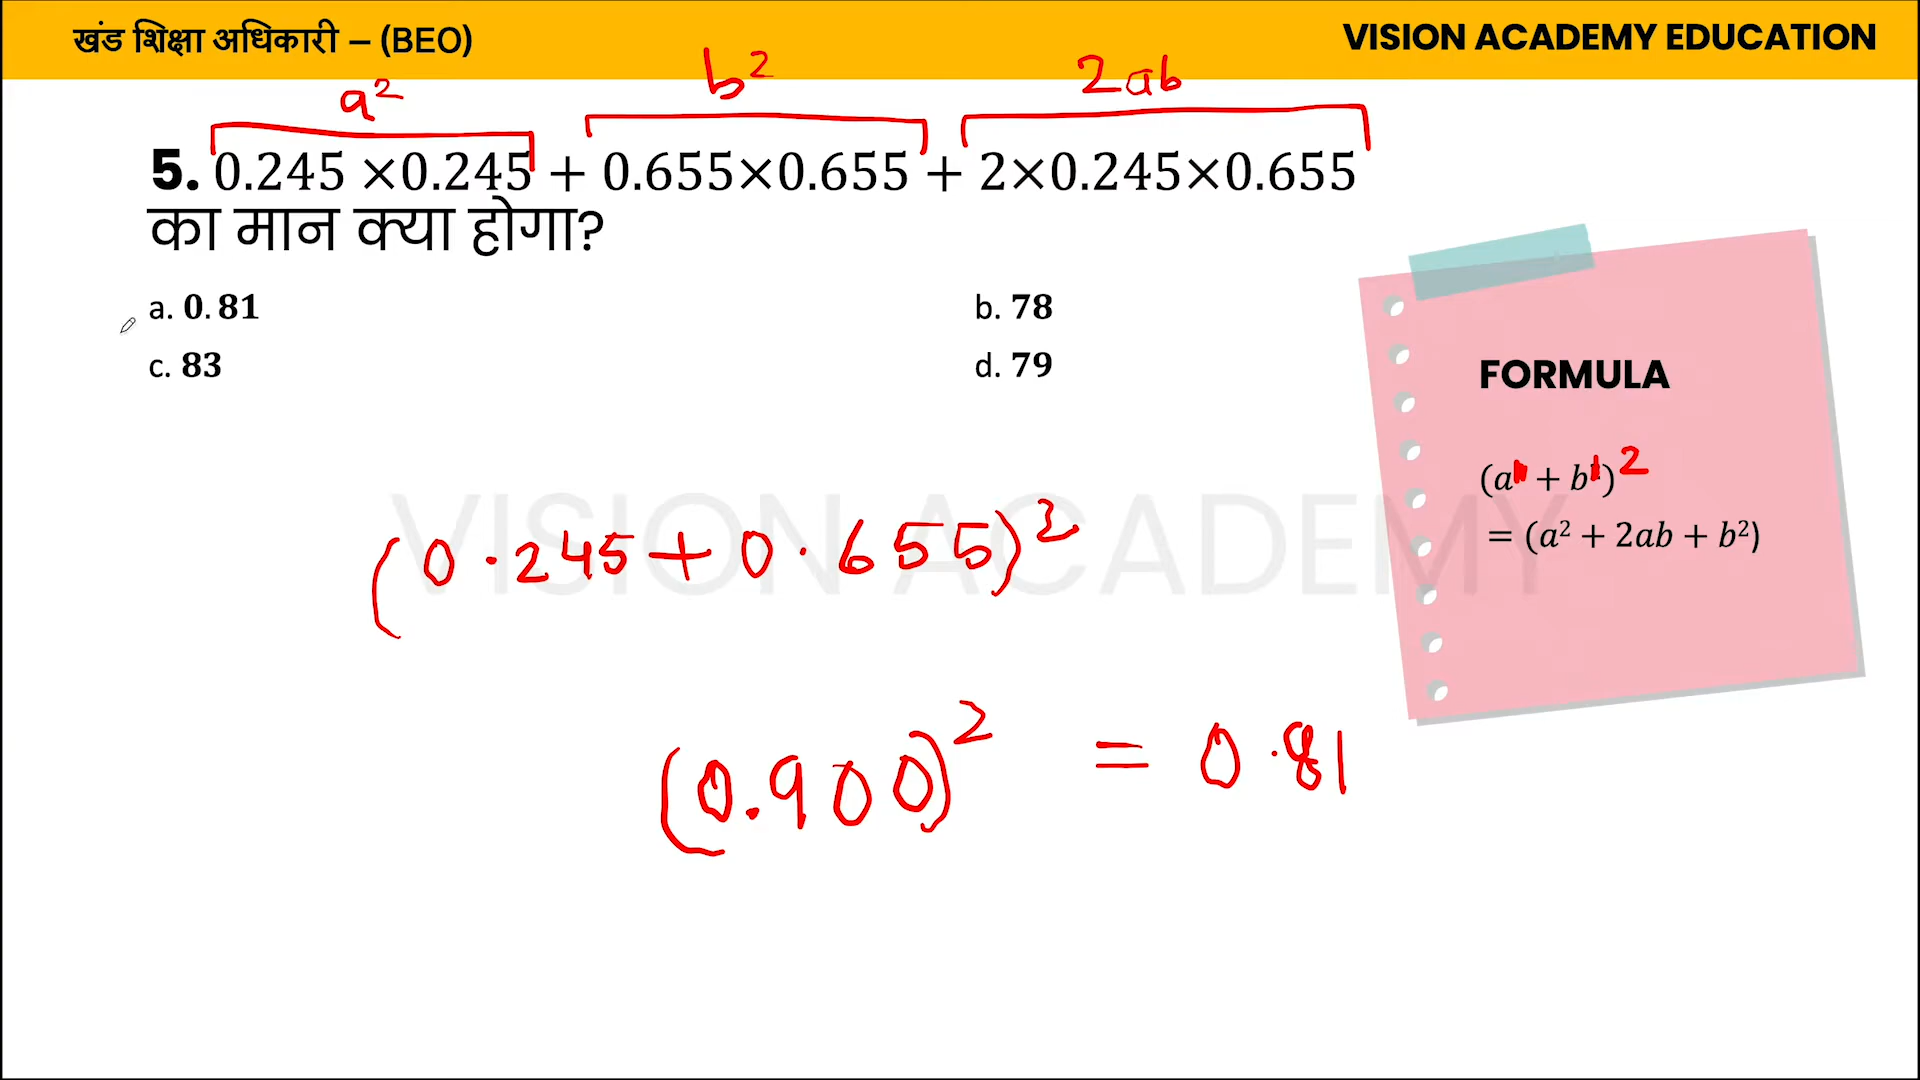 खंड शिक्षा अधिकारी – (BEO)
VISION ACADEMY EDUCATION
a² b² 2ab
5. 0.245 ×0.245 + 0.655×0.655 + 2×0.245×0.655
का मान क्या होगा?
a. 0.81
b. 78
c. 83
d. 79
FORMULA
(a + b)²
= (a² + 2ab + b²)
VISION ACADEMY
(0.245+0.655)²
(0.900)² = 0.81